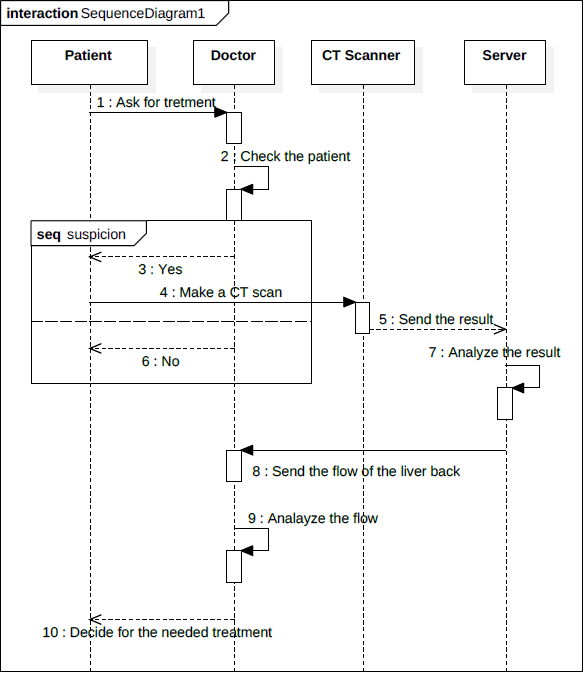 interaction SequenceDiagram1
Patient
Doctor
CT Scanner
Server
1 : Ask for tretment
2 : Check the patient
seq suspicion
3 : Yes
4 : Make a CT scan
5 : Send the result
6 : No
7 : Analyze the result
8 : Send the flow of the liver back
9 : Analayze the flow
10 : Decide for the needed treatment